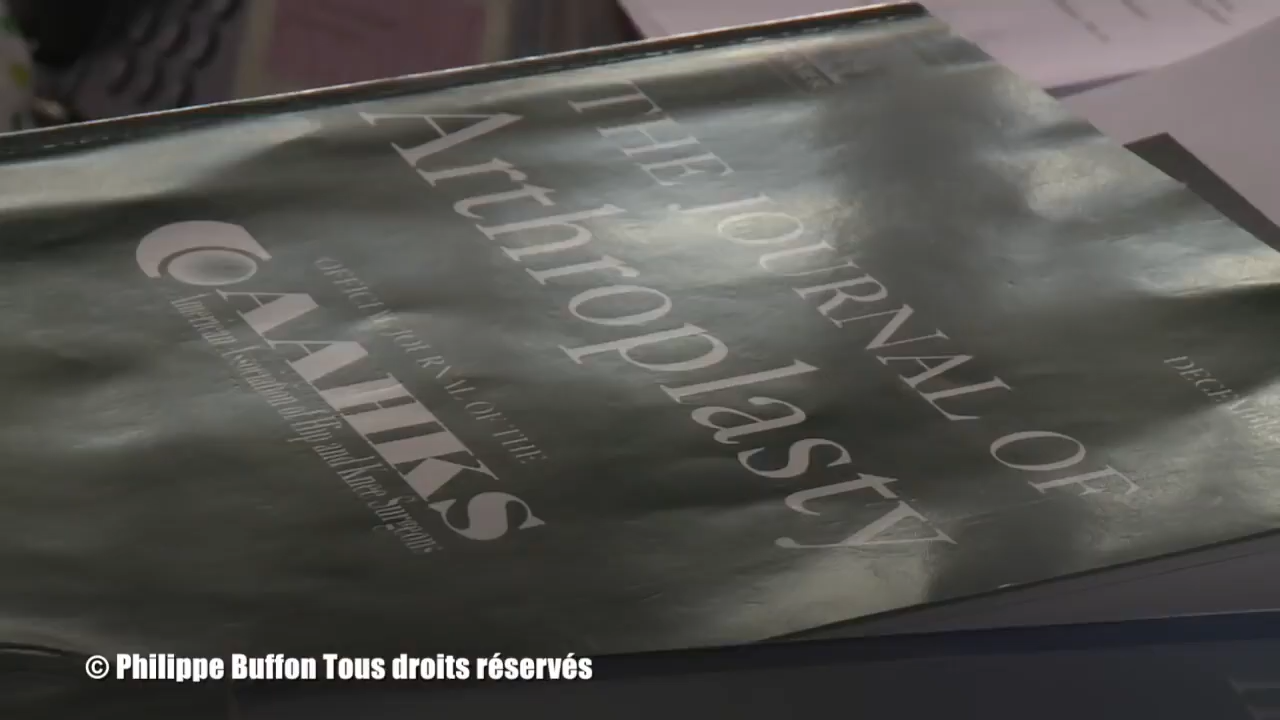 THE JOURNAL OF
Arthroplasty
OFFICIAL JOURNAL OF THE
AAHKS
American Association of Hip and Knee Surgeons
© Philippe Buffon Tous droits réservés